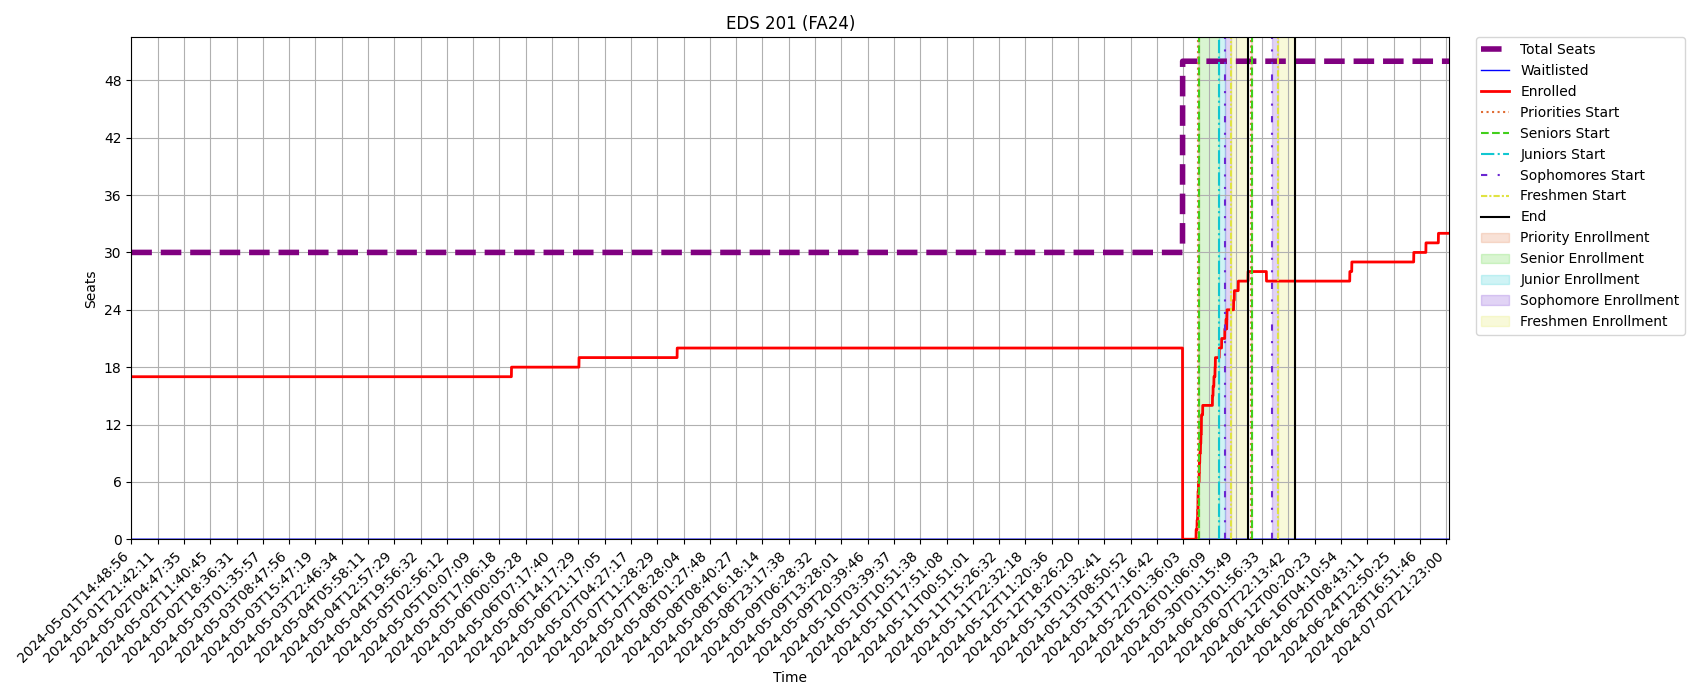 EDS 201 (FA24)
Seats
48
42
36
30
24
18
12
6
0
2024-05-01T14:48:56
2024-05-01T21:42:11
2024-05-02T04:47:35
2024-05-02T11:40:45
2024-05-02T18:36:31
2024-05-03T01:35:57
2024-05-03T08:47:56
2024-05-03T15:47:19
2024-05-03T22:46:34
2024-05-04T05:58:11
2024-05-04T12:57:29
2024-05-04T19:56:32
2024-05-05T02:56:12
2024-05-05T10:07:09
2024-05-05T17:06:18
2024-05-06T00:05:28
2024-05-06T07:17:40
2024-05-06T14:17:29
2024-05-06T21:17:05
2024-05-07T04:27:17
2024-05-07T11:28:29
2024-05-07T18:28:04
2024-05-08T01:27:48
2024-05-08T08:40:27
2024-05-08T16:18:14
2024-05-08T23:17:38
2024-05-09T06:28:32
2024-05-09T13:28:01
2024-05-09T20:39:46
2024-05-10T03:39:37
2024-05-10T10:51:38
2024-05-10T17:51:08
2024-05-11T00:51:01
2024-05-11T15:26:32
2024-05-11T22:32:18
2024-05-12T11:20:36
2024-05-12T18:26:20
2024-05-13T01:32:41
2024-05-13T08:50:52
2024-05-13T17:16:42
2024-05-22T01:36:03
2024-05-26T01:06:09
2024-05-30T01:15:49
2024-06-03T01:56:33
2024-06-07T22:13:42
2024-06-12T00:20:23
2024-06-16T04:10:54
2024-06-20T08:43:11
2024-06-24T12:50:25
2024-06-28T16:51:46
2024-07-02T21:23:00
Time
Total Seats
Waitlisted
Enrolled
Priorities Start
Seniors Start
Juniors Start
Sophomores Start
Freshmen Start
End
Priority Enrollment
Senior Enrollment
Junior Enrollment
Sophomore Enrollment
Freshmen Enrollment